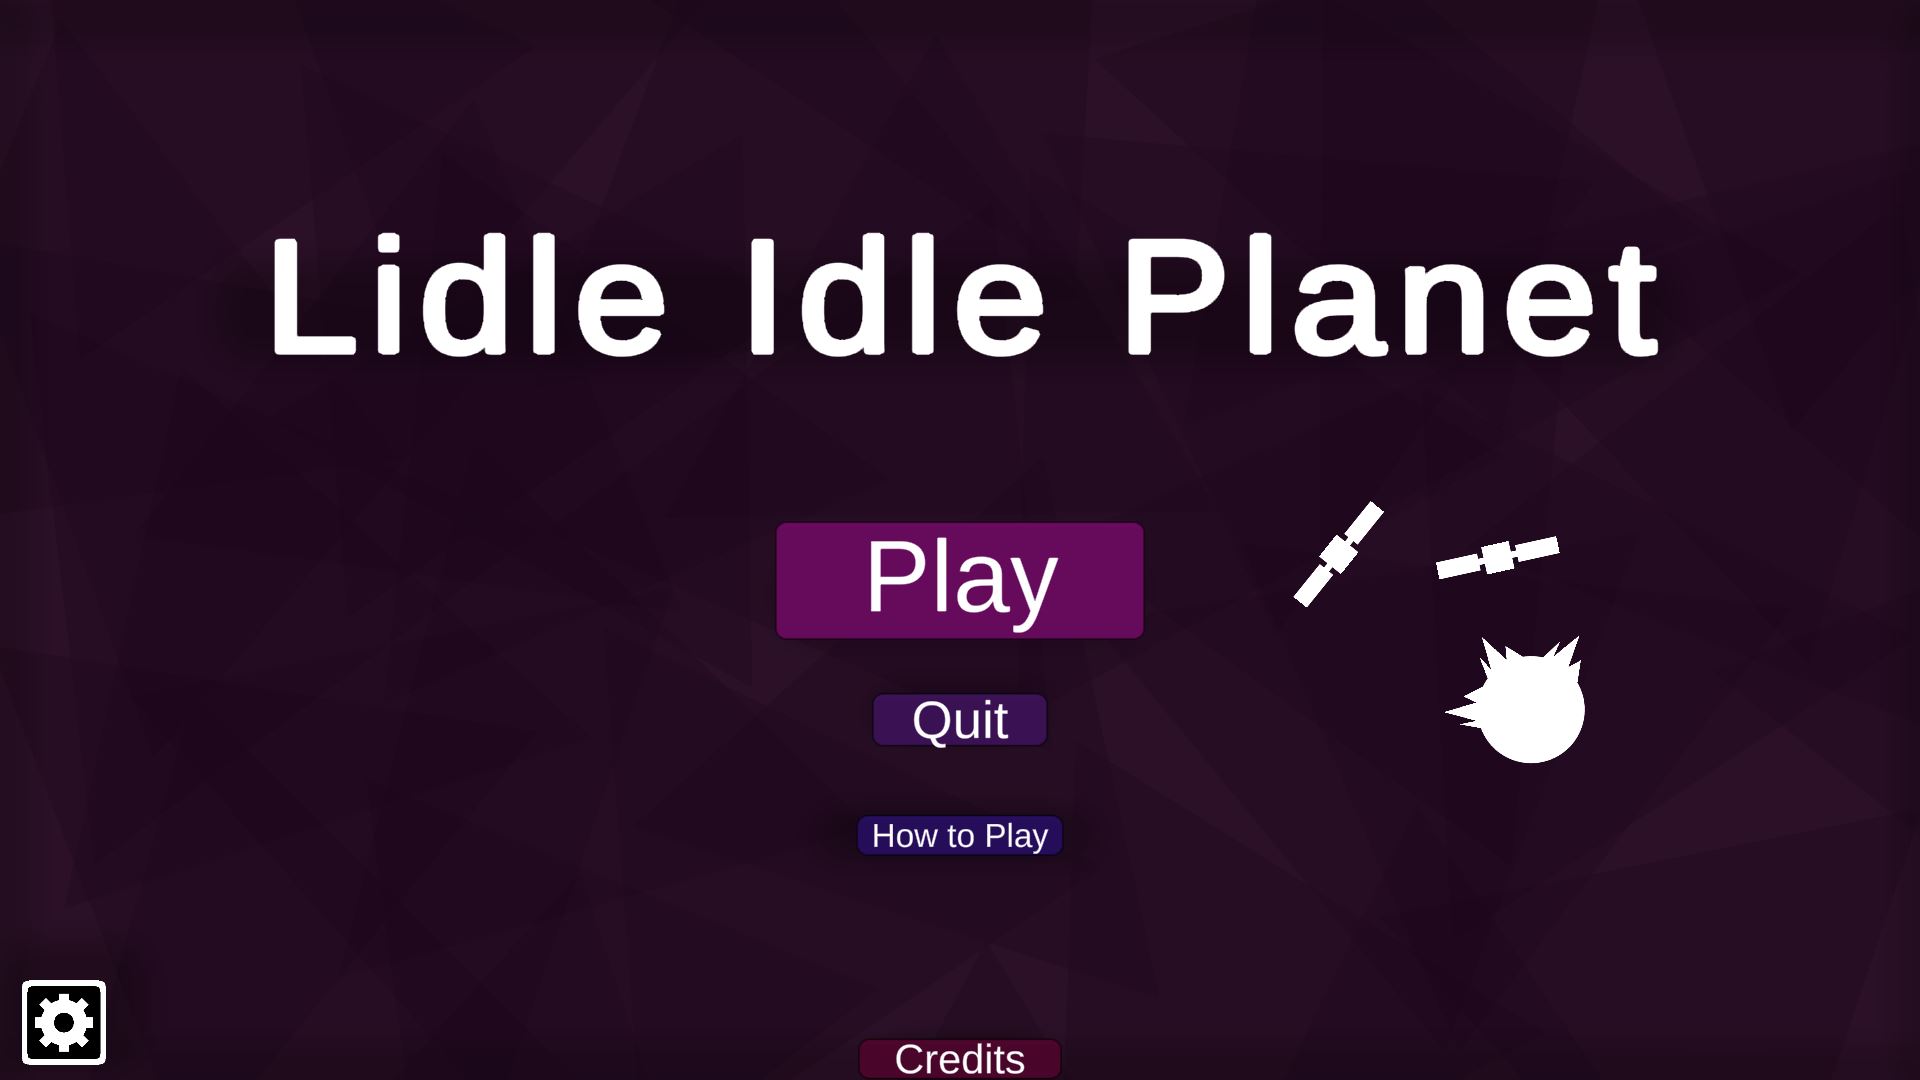 Lidle Idle Planet
Play
Quit
How to Play
Credits